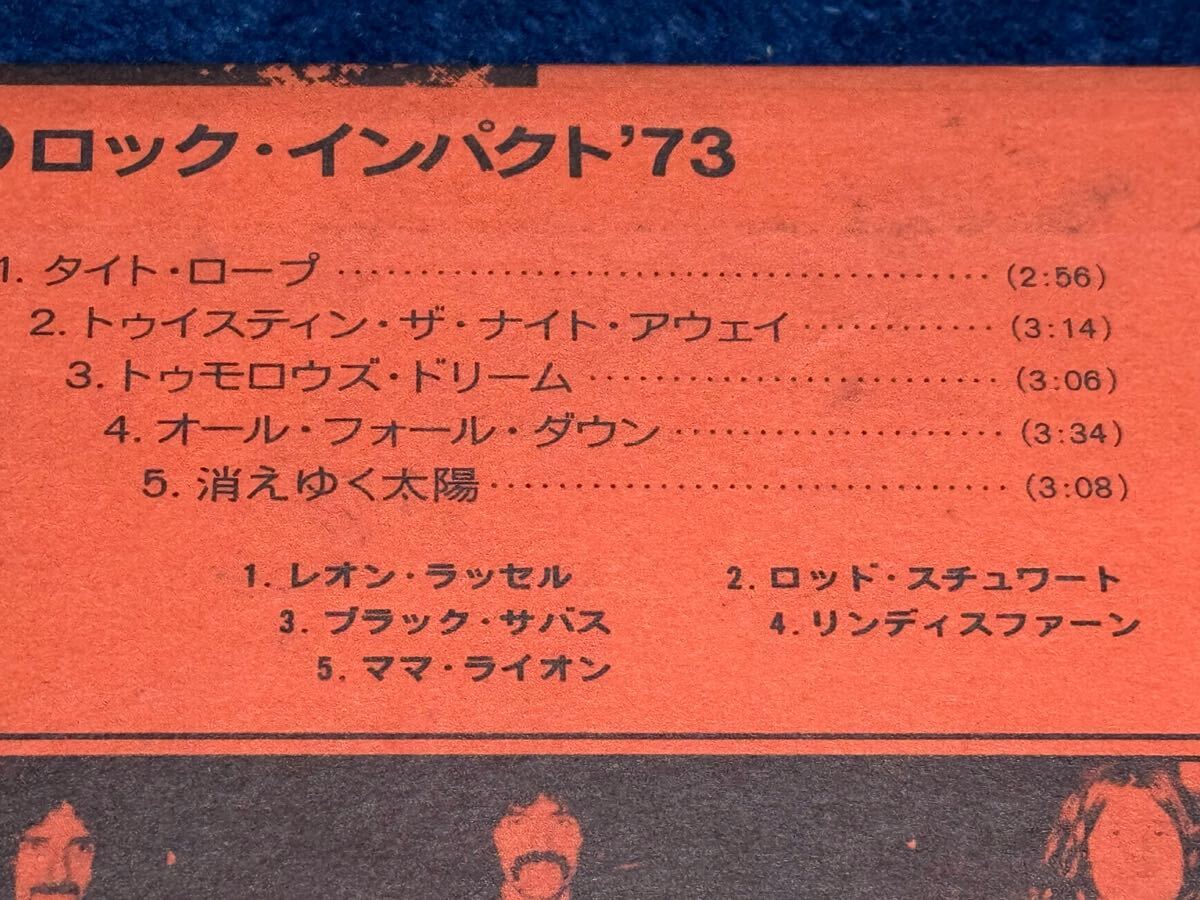 ロック・インパクト’73
1. タイト・ロープ ………………………………… (2:56)
2. トゥイスティン・ザ・ナイト・アウェイ ………… (3:14)
3. トゥモロウズ・ドリーム ……………………… (3:06)
4. オール・フォール・ダウン ………………… (3:34)
5. 消えゆく太陽 …………………………… (3:08)
1. レオン・ラッセル 2. ロッド・スチュワート
3. ブラック・サバス 4. リンディスファーン
5. ママ・ライオン